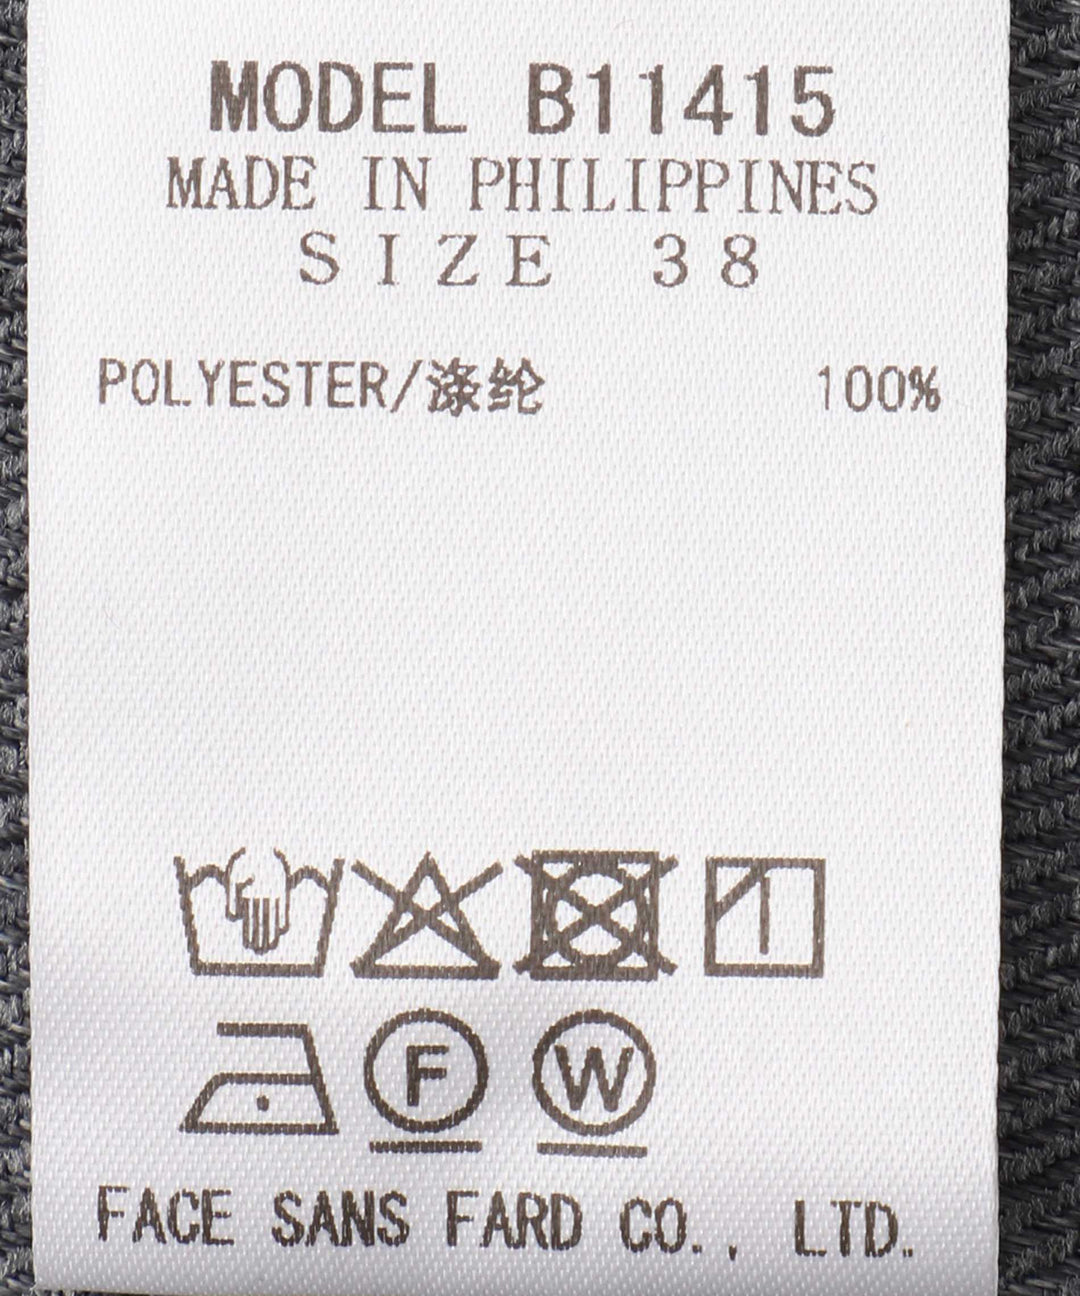 MODEL B11415
MADE IN PHILIPPINES
SIZE 38
POLYESTER/涤纶 100%
F W
FACE SANS FARD CO., LTD.